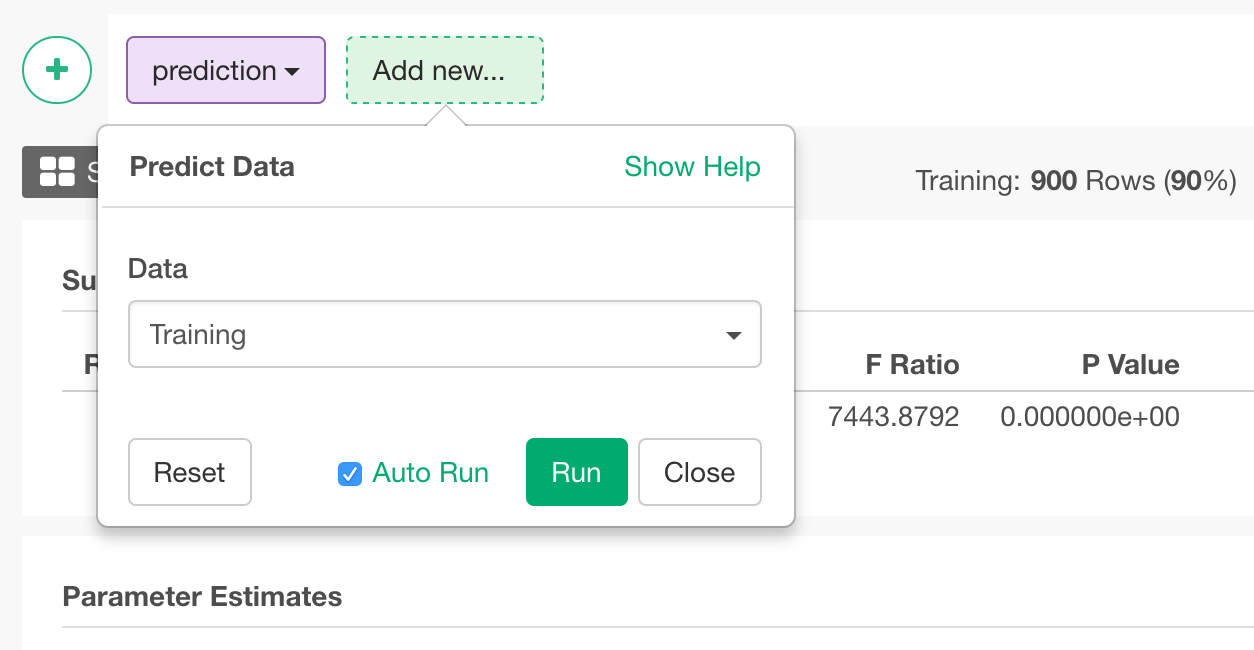 prediction
Add new...
Predict Data
Show Help
S
Training: 900 Rows (90%)
Data
Su
Training
R
F Ratio
P Value
7443.8792
0.000000e+00
Reset
Auto Run
Run
Close
Parameter Estimates